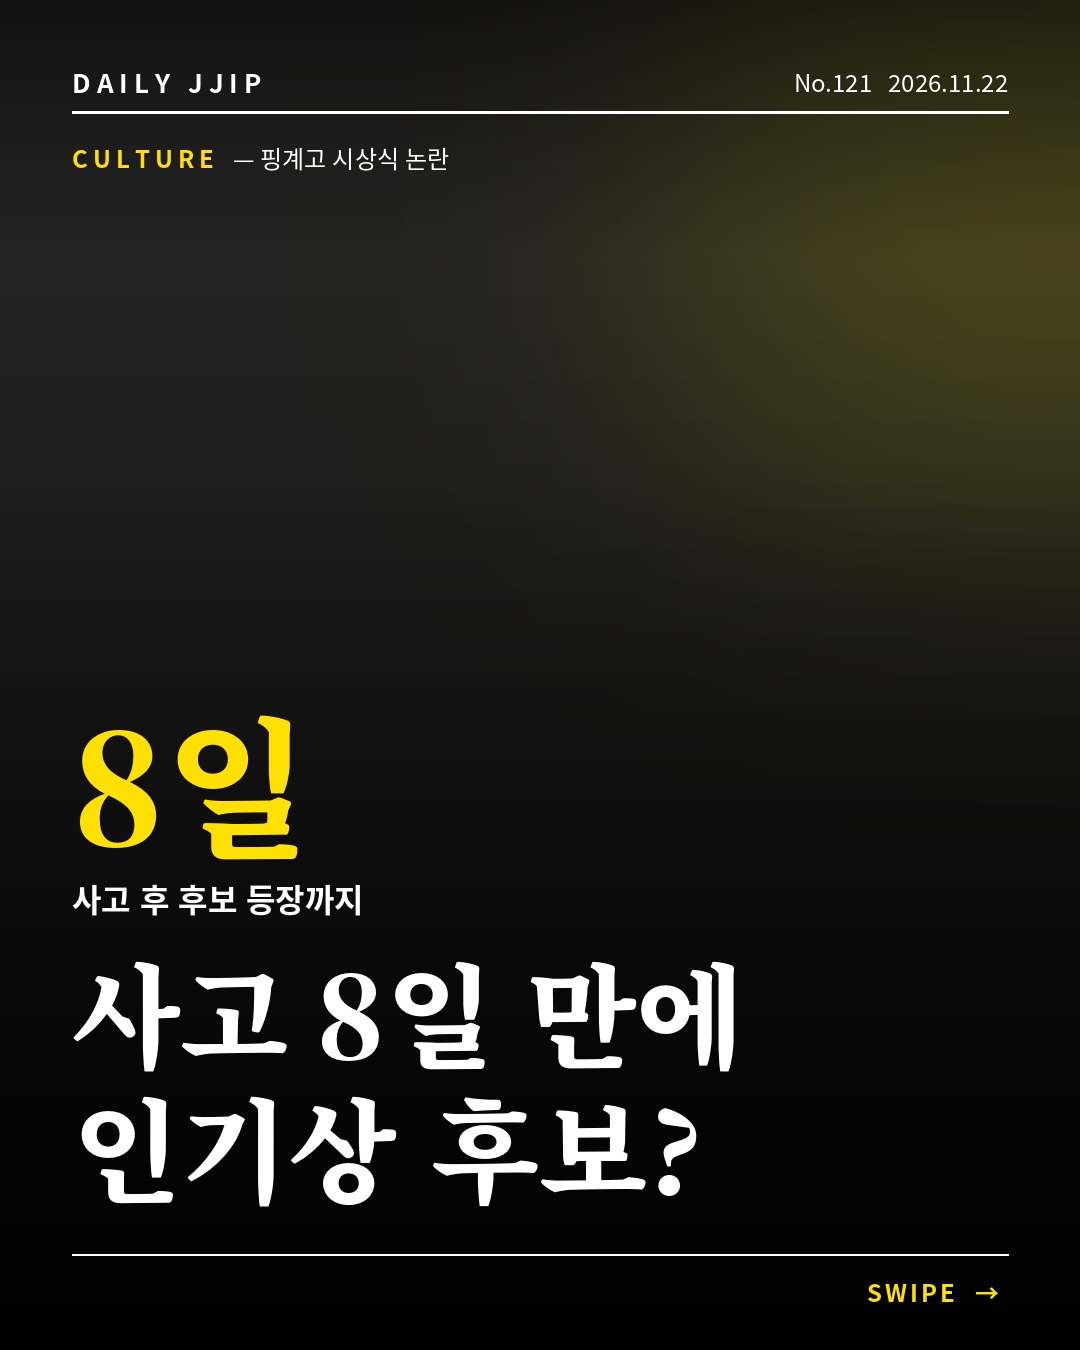 DAILY JJIP
No.121 2026.11.22
CULTURE — 핑계고 시상식 논란
8일
사고 후 후보 등장까지
사고 8일 만에
인기상 후보?
SWIPE →